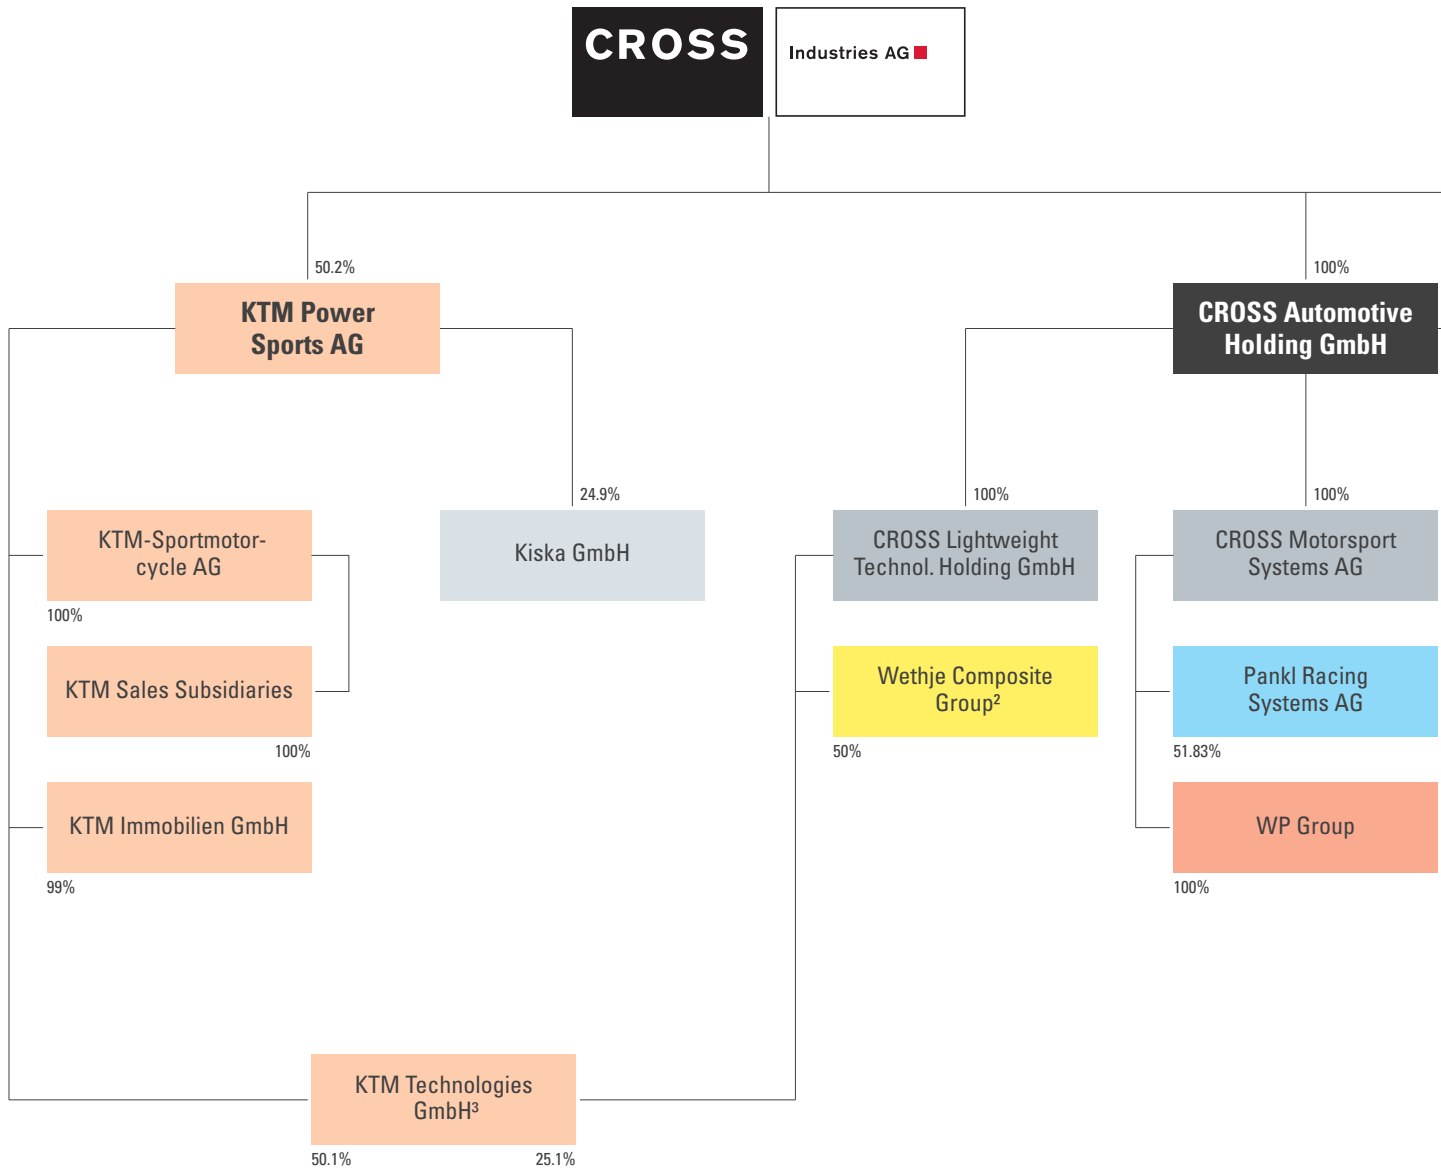 CROSS
Industries AG
50.2%
100%
KTM Power
Sports AG
CROSS Automotive
Holding GmbH
24.9%
100%
100%
KTM-Sportmotor-
cycle AG
100%
Kiska GmbH
CROSS Lightweight
Technol. Holding GmbH
CROSS Motorsport
Systems AG
KTM Sales Subsidiaries
100%
Wethje Composite
Group²
50%
Pankl Racing
Systems AG
51.83%
KTM Immobilien GmbH
99%
WP Group
100%
KTM Technologies
GmbH³
50.1%
25.1%